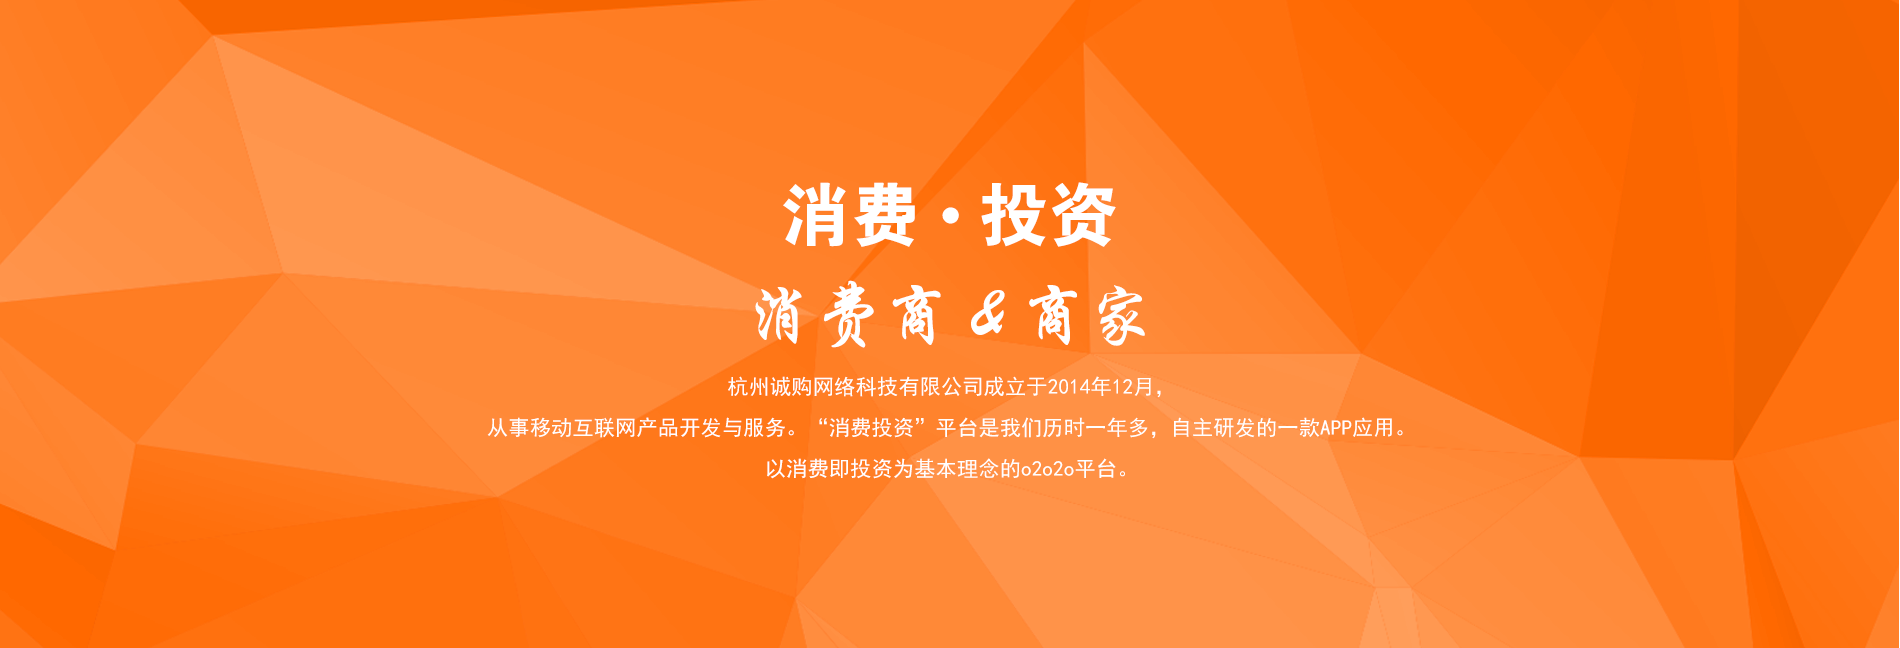 消费·投资
消费商&商家
杭州诚购网络科技有限公司成立于2014年12月，
从事移动互联网产品开发与服务。“消费投资”平台是我们历时一年多，自主研发的一款APP应用。
以消费即投资为基本理念的o2o2o平台。